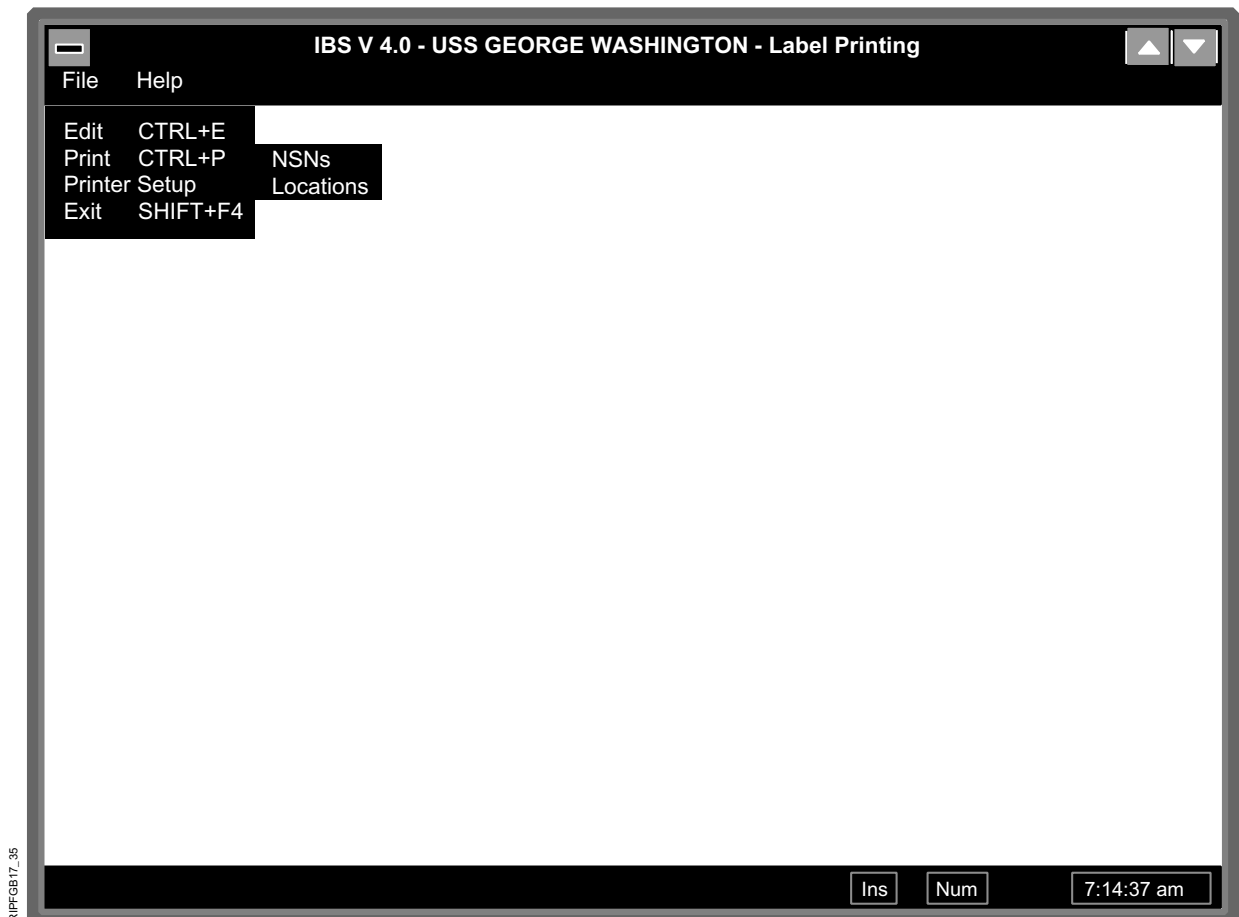 IBS V 4.0 - USS GEORGE WASHINGTON - Label Printing
File Help
Edit CTRL+E
Print CTRL+P NSNs
Printer Setup Locations
Exit SHIFT+F4
Ins Num 7:14:37 am